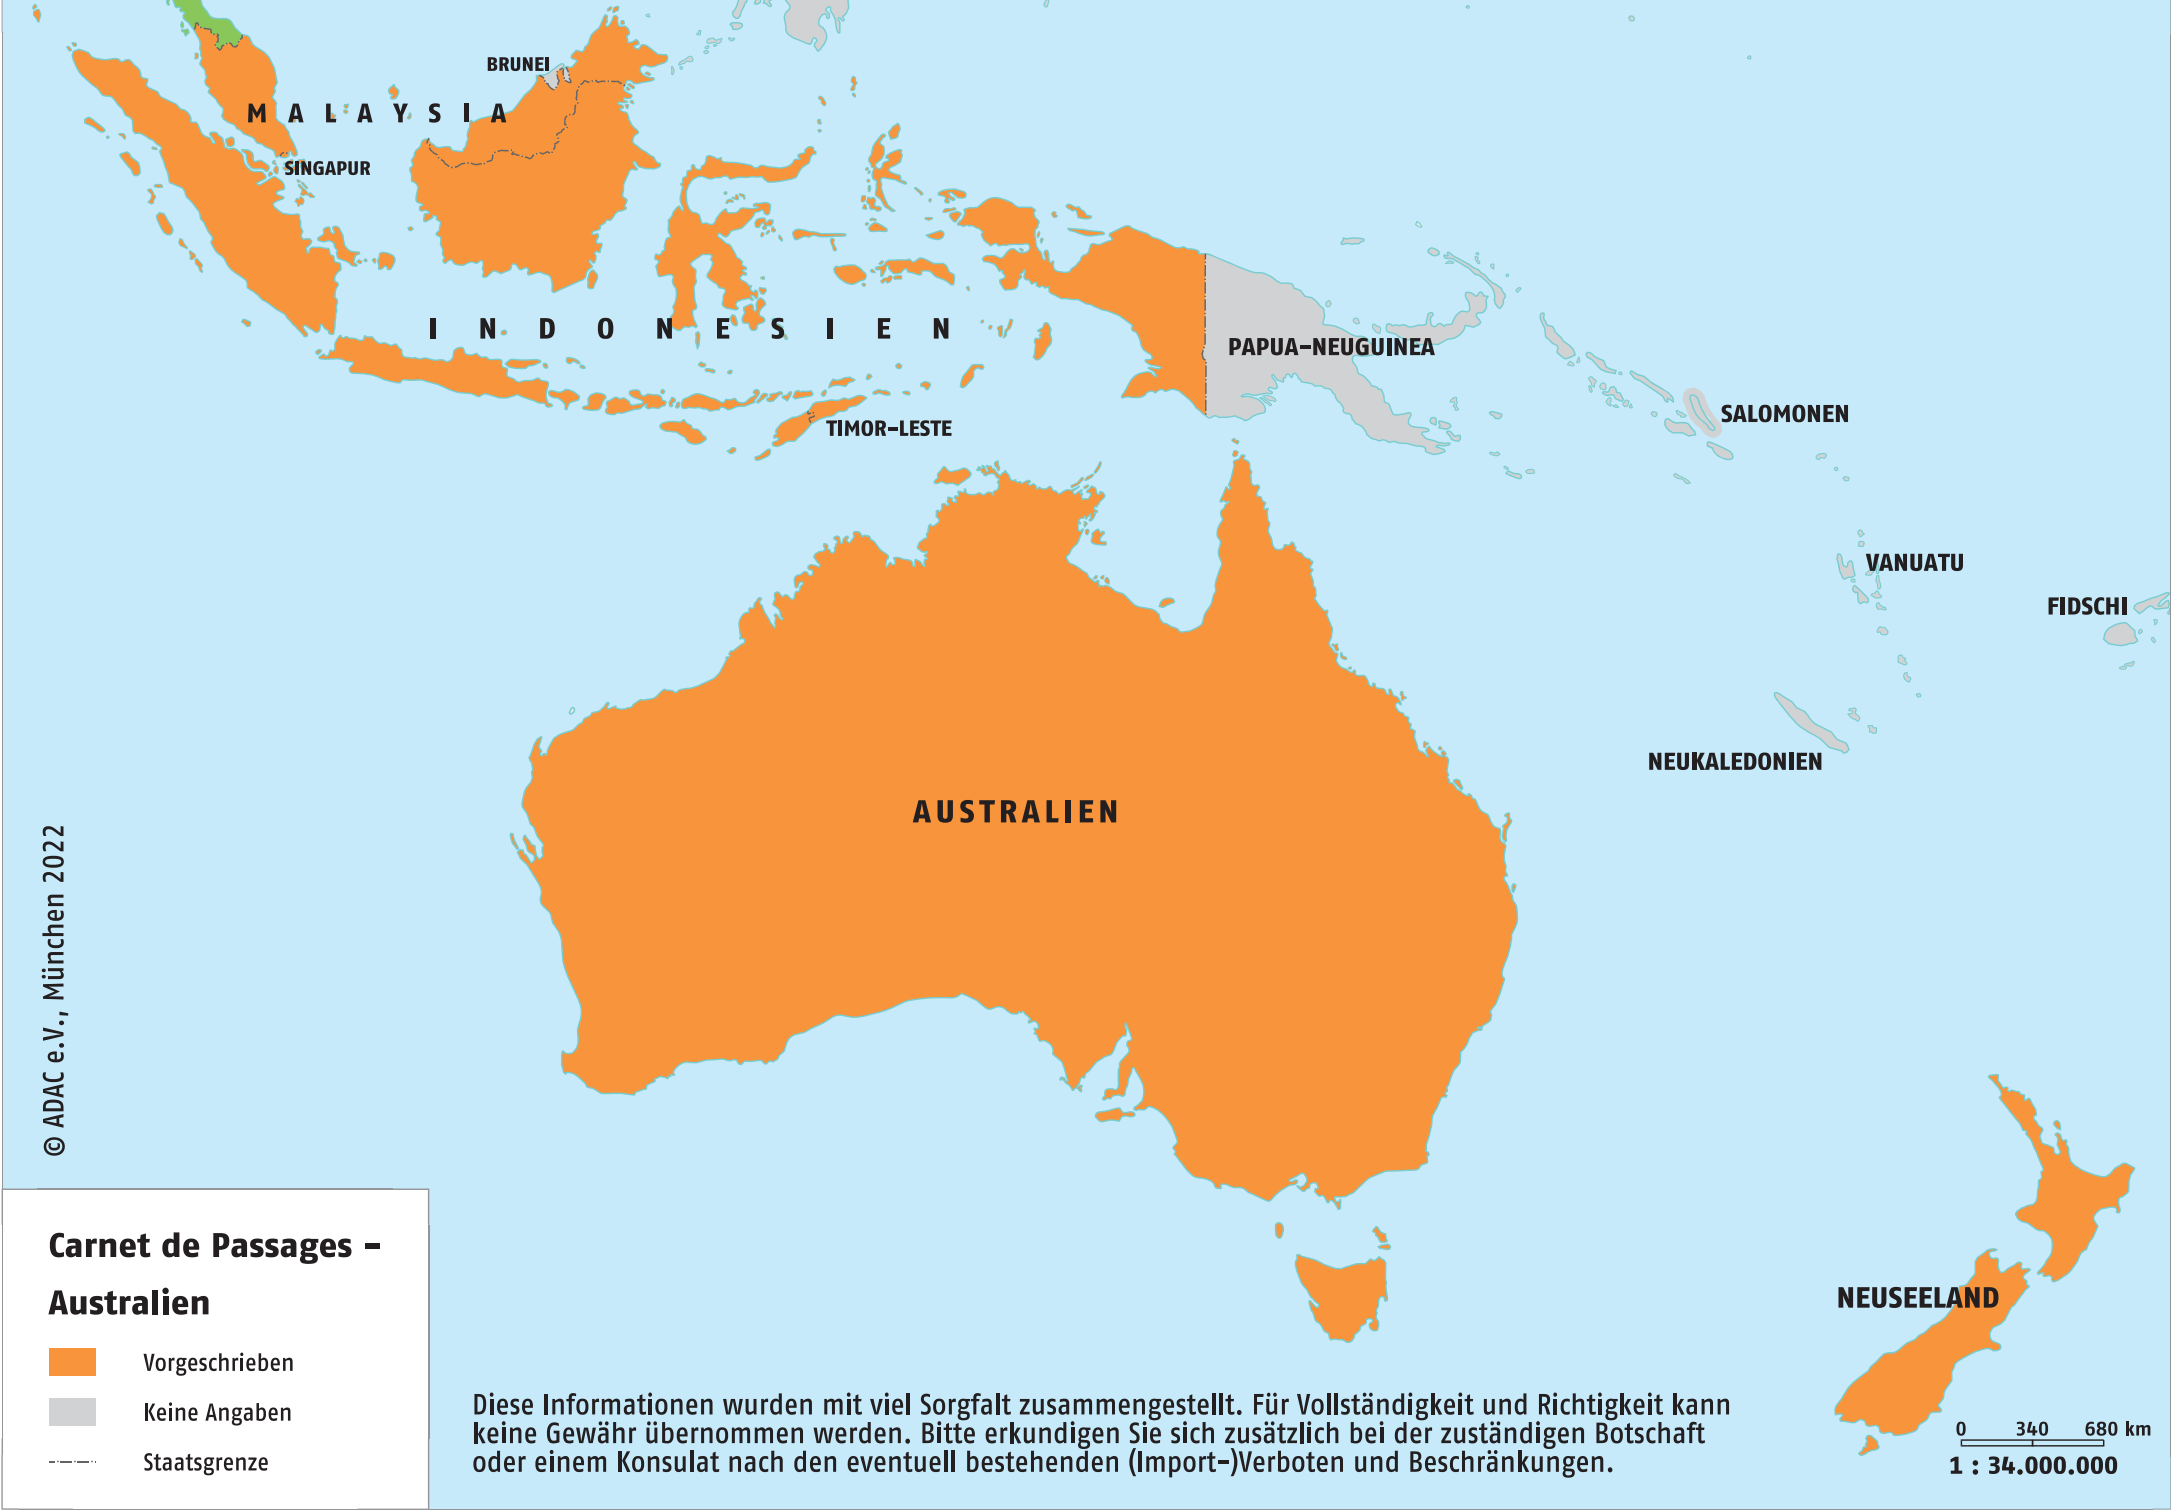 BRUNEI
MALAYSIA
SINGAPUR
INDONESIEN
PAPUA-NEUGUINEA
SALOMONEN
TIMOR-LESTE
VANUATU
FIDSCHI
NEUKALEDONIEN
AUSTRALIEN
© ADAC e.V., München 2022
NEUSEELAND
Carnet de Passages –
Australien
Vorgeschrieben
Keine Angaben
Staatsgrenze
Diese Informationen wurden mit viel Sorgfalt zusammengestellt. Für Vollständigkeit und Richtigkeit kann
keine Gewähr übernommen werden. Bitte erkundigen Sie sich zusätzlich bei der zuständigen Botschaft
oder einem Konsulat nach den eventuell bestehenden (Import-)Verboten und Beschränkungen.
0 340 680 km
1 : 34.000.000